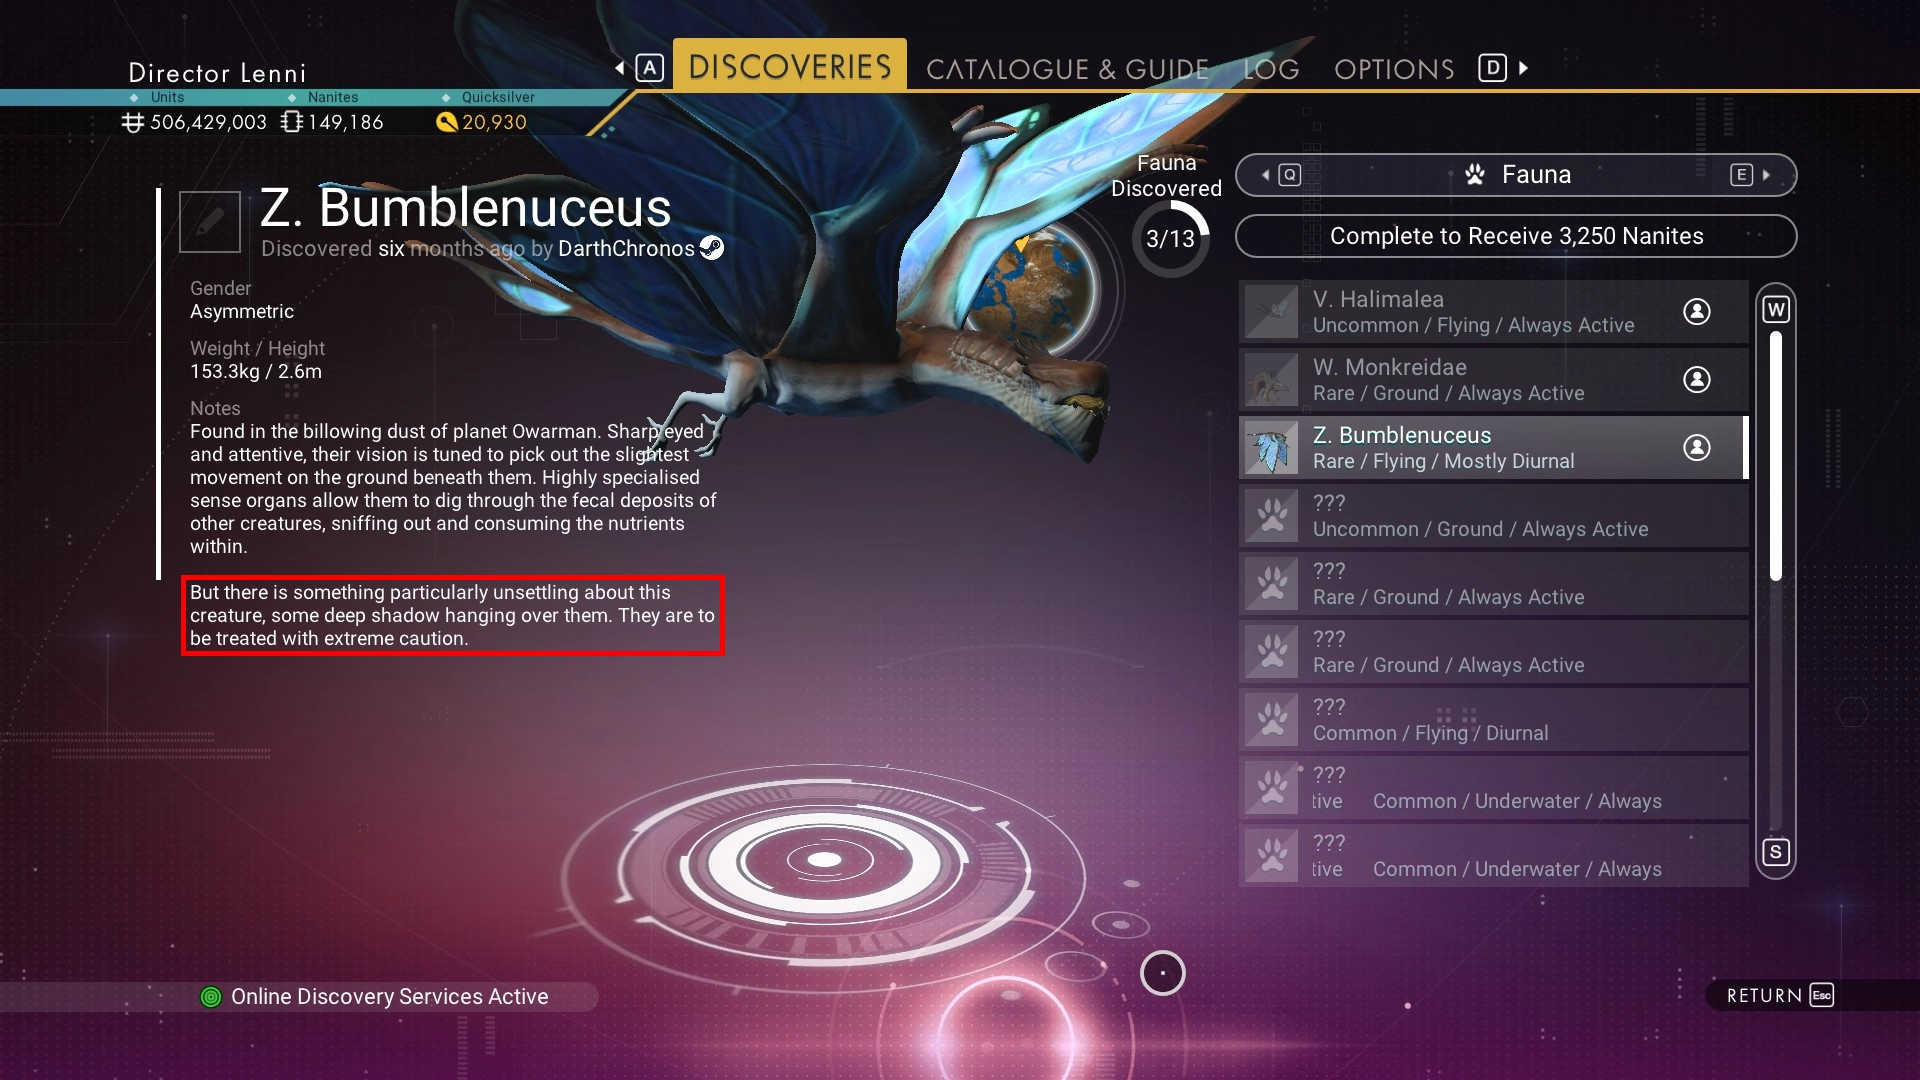 Director Lenni
Units
Nanites
Quicksilver
506,429,003
149,186
20,930
A
DISCOVERIES
CATALOGUE & GUIDE
LOG
OPTIONS
D
Z. Bumblenuceus
Discovered six months ago by DarthChronos
Gender
Asymmetric
Weight / Height
153.3kg / 2.6m
Notes
Found in the billowing dust of planet Owarman. Sharp eyed
and attentive, their vision is tuned to pick out the slightest
movement on the ground beneath them. Highly specialised
sense organs allow them to dig through the fecal deposits of
other creatures, sniffing out and consuming the nutrients
within.
But there is something particularly unsettling about this
creature, some deep shadow hanging over them. They are to
be treated with extreme caution.
Fauna
Discovered
3/13
Q
Fauna
E
Complete to Receive 3,250 Nanites
V. Halimalea
Uncommon / Flying / Always Active
W. Monkreidae
Rare / Ground / Always Active
Z. Bumblenuceus
Rare / Flying / Mostly Diurnal
???
Uncommon / Ground / Always Active
???
Rare / Ground / Always Active
???
Rare / Ground / Always Active
???
Common / Flying / Diurnal
???
tive Common / Underwater / Always
???
tive Common / Underwater / Always
W
S
Online Discovery Services Active
RETURN Esc